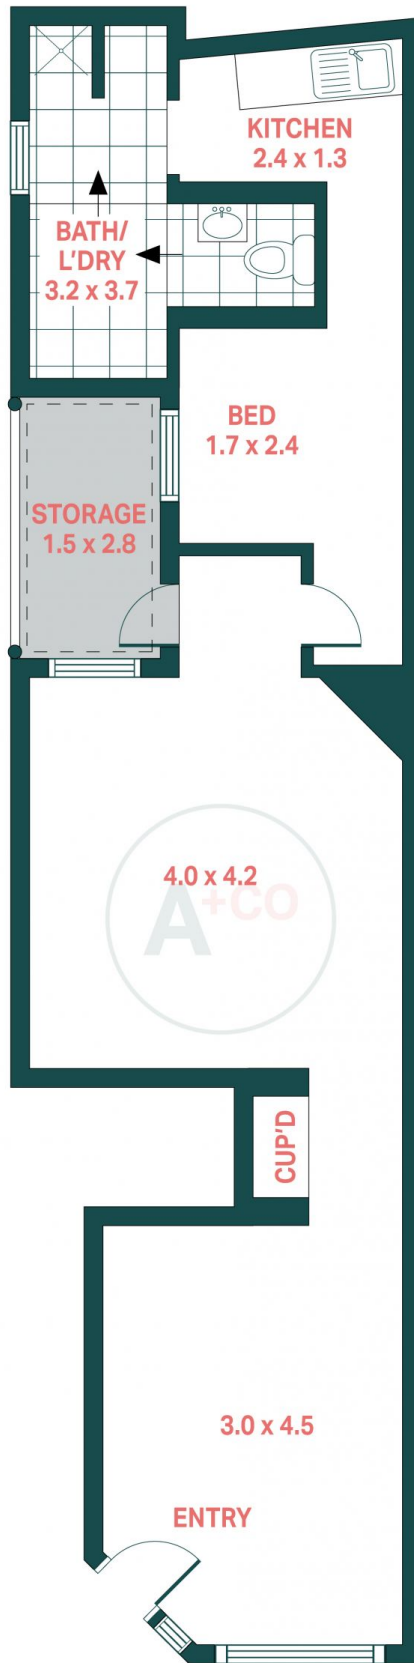 KITCHEN
2.4 x 1.3
BATH/
L'DRY
3.2 x 3.7
BED
1.7 x 2.4
STORAGE
1.5 x 2.8
4.0 x 4.2
A+CO
CUP'D
3.0 x 4.5
ENTRY